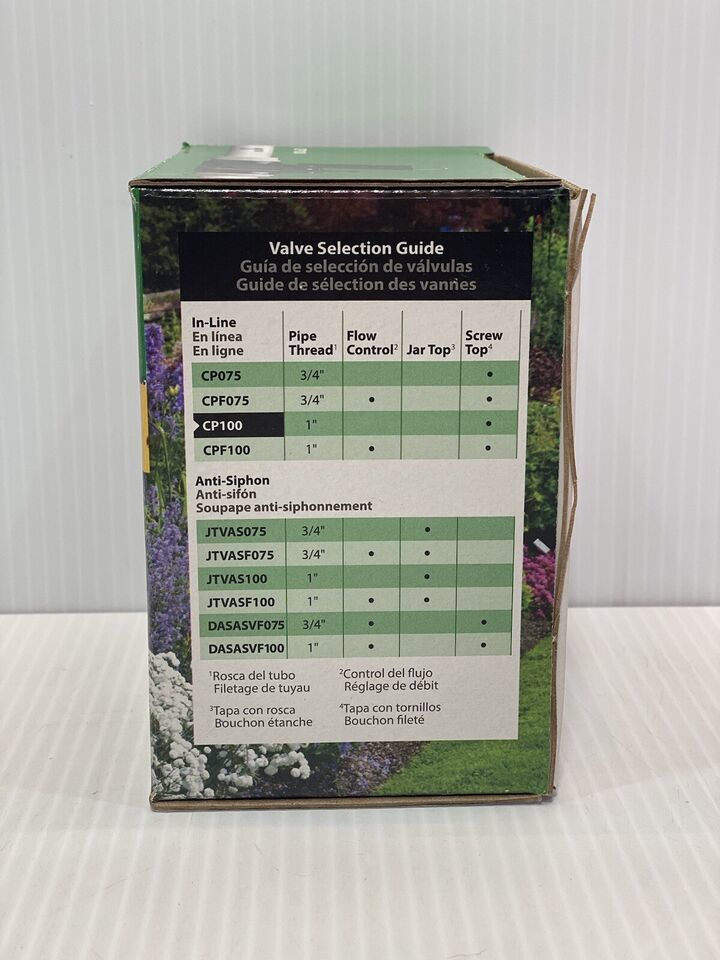 Valve Selection Guide
Guía de selección de válvulas
Guide de sélection des vannes
In-Line
En línea
En ligne
Pipe Thread¹ Flow Control² Jar Top³ Screw Top⁴
CP075 3/4" •
CPF075 3/4" • •
CP100 1" •
CPF100 1" • •
Anti-Siphon
Anti-sifón
Soupape anti-siphonnement
JTVAS075 3/4" •
JTVASF075 3/4" • •
JTVAS100 1" •
JTVASF100 1" • •
DASASVF075 3/4" • •
DASASVF100 1" • •
¹Rosca del tubo
Filetage de tuyau
²Control del flujo
Réglage de débit
³Tapa con rosca
Bouchon étanche
⁴Tapa con tornillos
Bouchon fileté